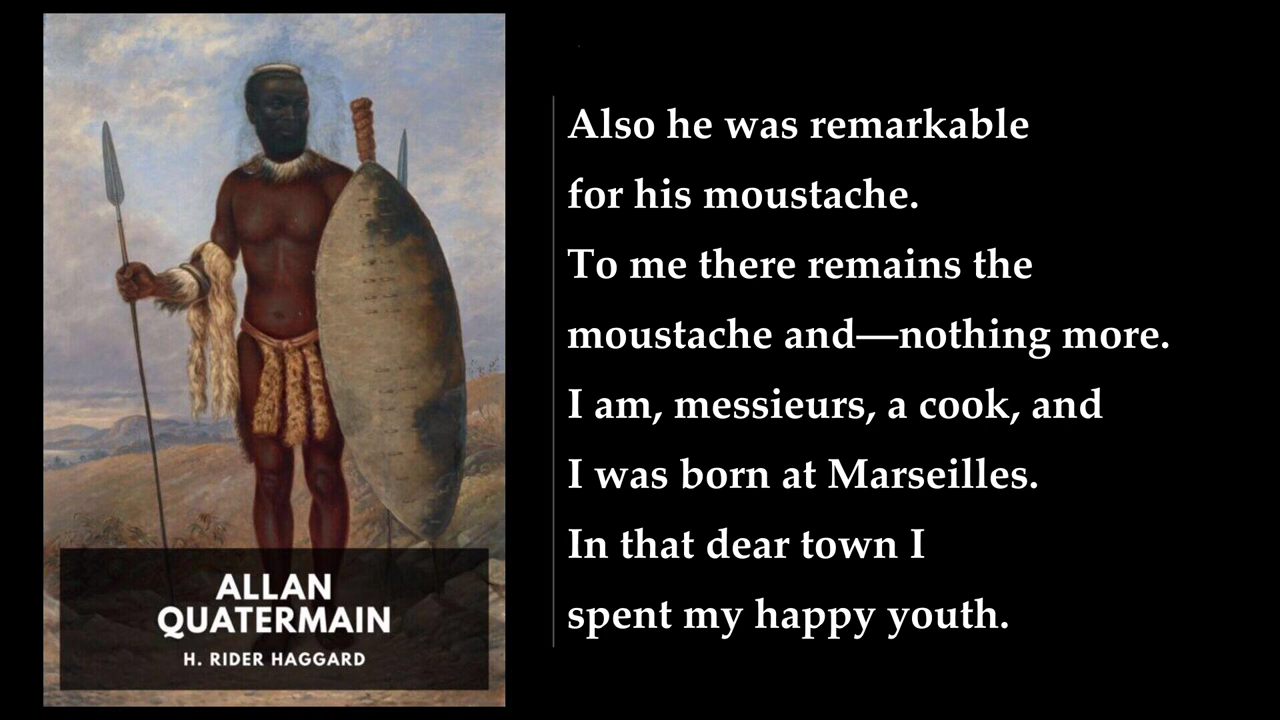 ALLAN
QUATERMAIN
H. RIDER HAGGARD
Also he was remarkable
for his moustache.
To me there remains the
moustache and—nothing more.
I am, messieurs, a cook, and
I was born at Marseilles.
In that dear town I
spent my happy youth.